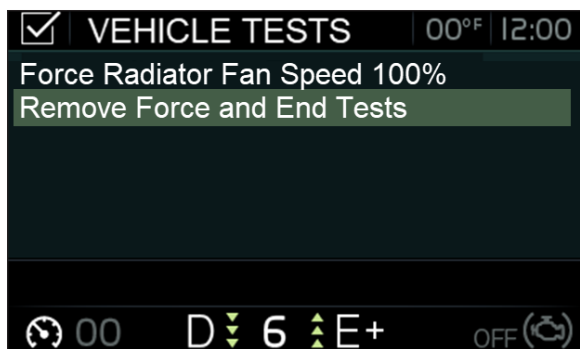 VEHICLE TESTS 00°F 12:00
Force Radiator Fan Speed 100%
Remove Force and End Tests
00 D 6 E+ OFF